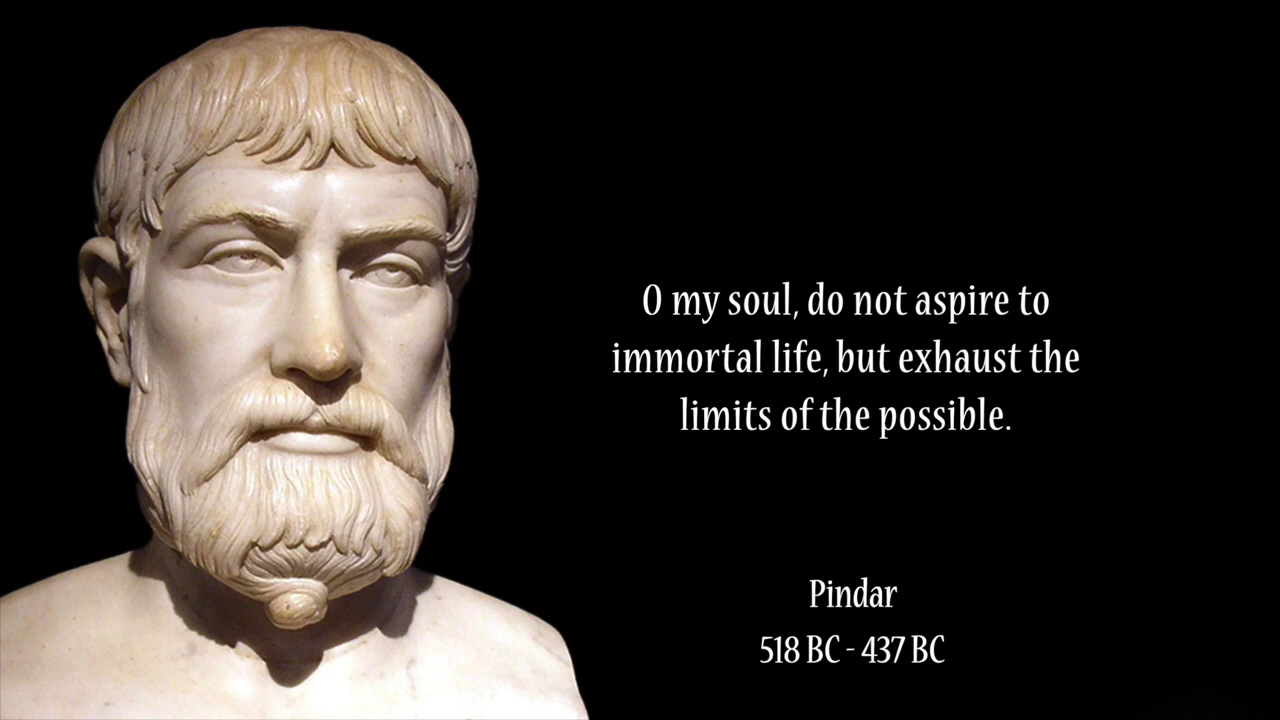 O my soul, do not aspire to
immortal life, but exhaust the
limits of the possible.
Pindar
518 BC - 437 BC